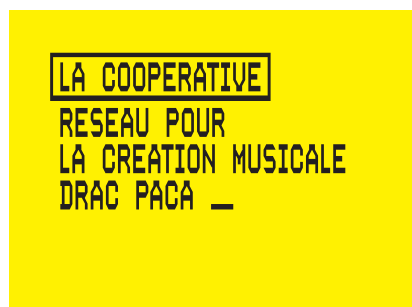 LA COOPERATIVE
RESEAU POUR
LA CREATION MUSICALE
DRAC PACA _